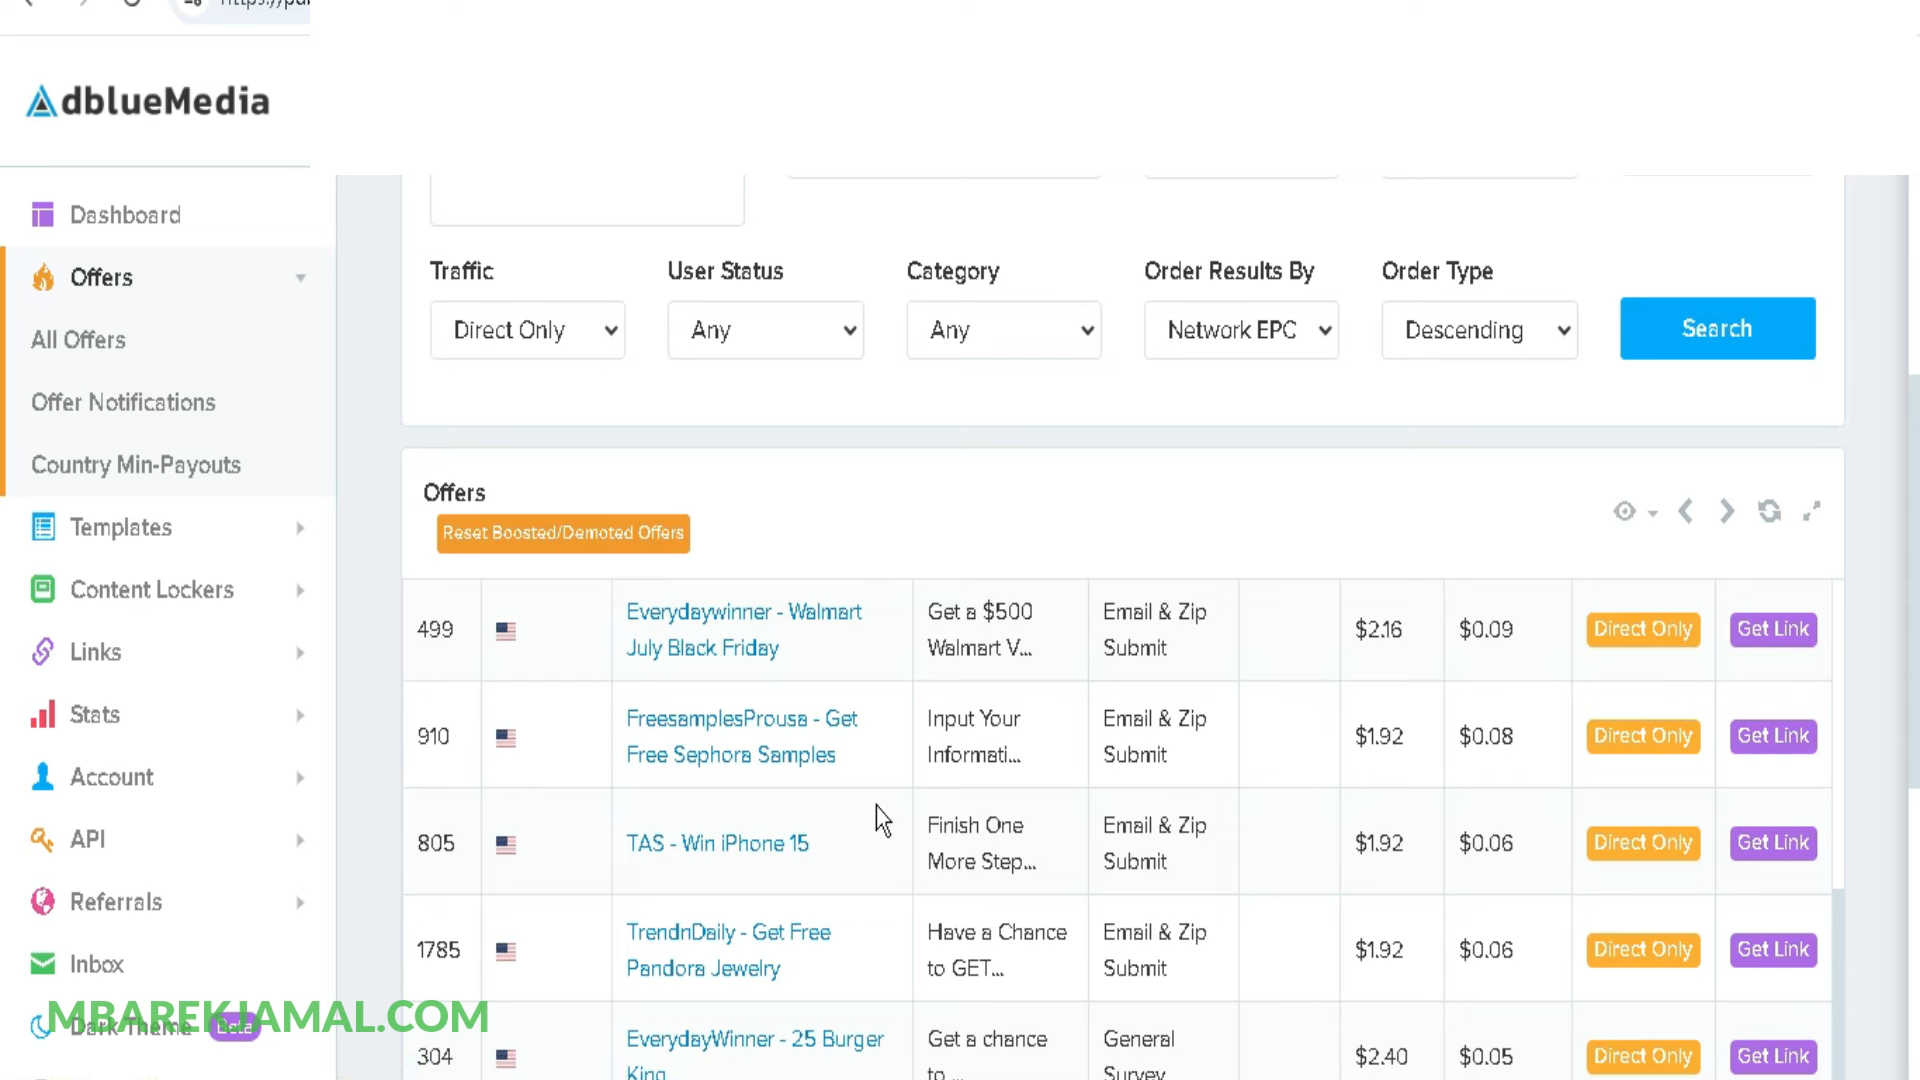 AdblueMedia
Dashboard
Offers
All Offers
Offer Notifications
Country Min-Payouts
Templates
Content Lockers
Links
Stats
Account
API
Referrals
Inbox
Dark Theme Beta
MBAREKJAMAL.COM
Traffic
User Status
Category
Order Results By
Order Type
Direct Only
Any
Any
Network EPC
Descending
Search
Offers
Reset Boosted/Demoted Offers
499
Everydaywinner - Walmart
July Black Friday
Get a $500
Walmart V...
Email & Zip
Submit
$2.16
$0.09
Direct Only
Get Link
910
FreesamplesProusa - Get
Free Sephora Samples
Input Your
Informati...
Email & Zip
Submit
$1.92
$0.08
Direct Only
Get Link
805
TAS - Win iPhone 15
Finish One
More Step...
Email & Zip
Submit
$1.92
$0.06
Direct Only
Get Link
1785
TrendnDaily - Get Free
Pandora Jewelry
Have a Chance
to GET...
Email & Zip
Submit
$1.92
$0.06
Direct Only
Get Link
304
EverydayWinner - 25 Burger
King
Get a chance
to ...
General
Survey
$2.40
$0.05
Direct Only
Get Link